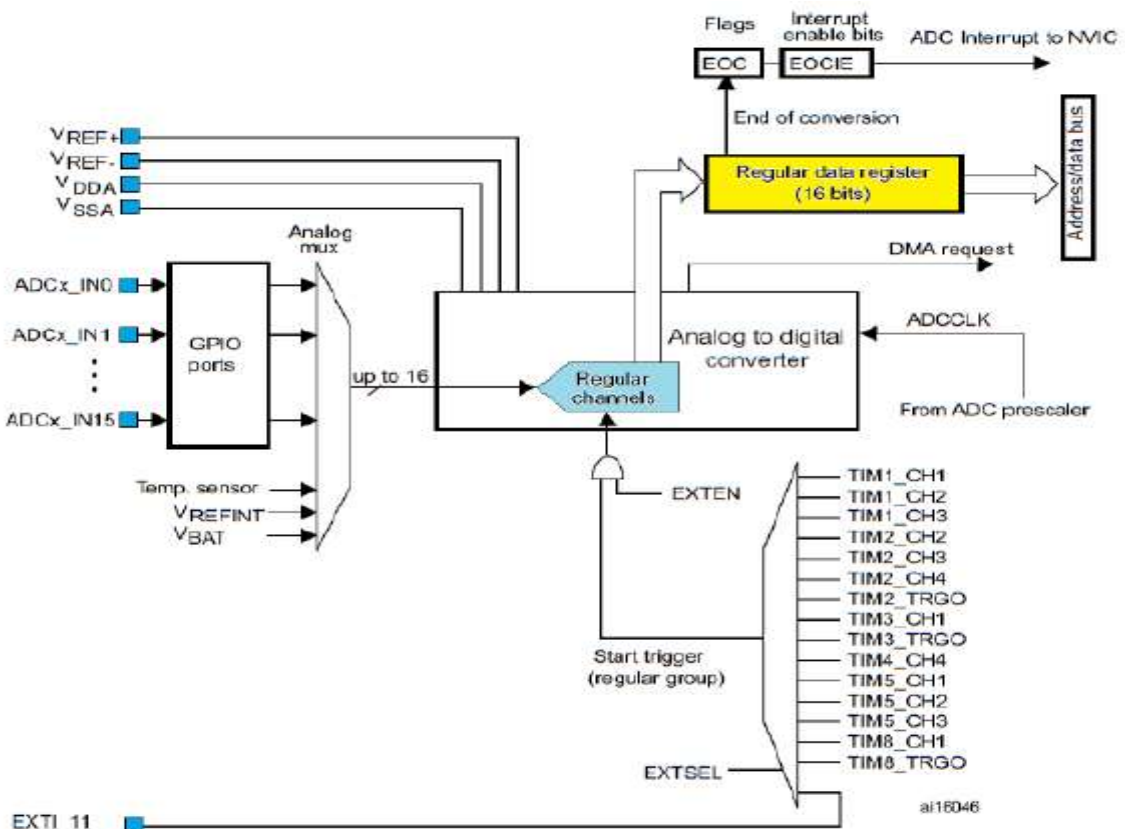 Flags
Interrupt
enable bits
ADC Interrupt to NVIC
EOC
EOCIE
End of conversion
VREF+
VREF-
VDDA
VSSA
Regular data register
(16 bits)
Address/data bus
Analog
mux
DMA request
ADCx_IN0
ADCx_IN1
GPIO
ports
ADCx_IN15
up to 16
Regular
channels
Analog to digital
converter
ADCCLK
From ADC prescaler
Temp. sensor
VREFINT
VBAT
EXTEN
TIM1_CH1
TIM1_CH2
TIM1_CH3
TIM2_CH2
TIM2_CH3
TIM2_CH4
TIM2_TRGO
TIM3_CH1
TIM3_TRGO
TIM4_CH4
TIM5_CH1
TIM5_CH2
TIM5_CH3
TIM8_CH1
TIM8_TRGO
Start trigger
(regular group)
EXTSEL
ai16046
EXTI_11